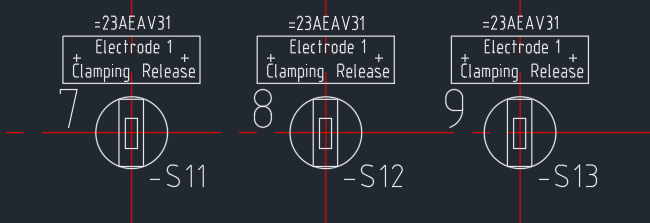 =23AEAV31 =23AEAV31 =23AEAV31
Electrode 1 Electrode 1 Electrode 1
+ + + + + +
Clamping Release Clamping Release Clamping Release
7 8 9
-S11 -S12 -S13